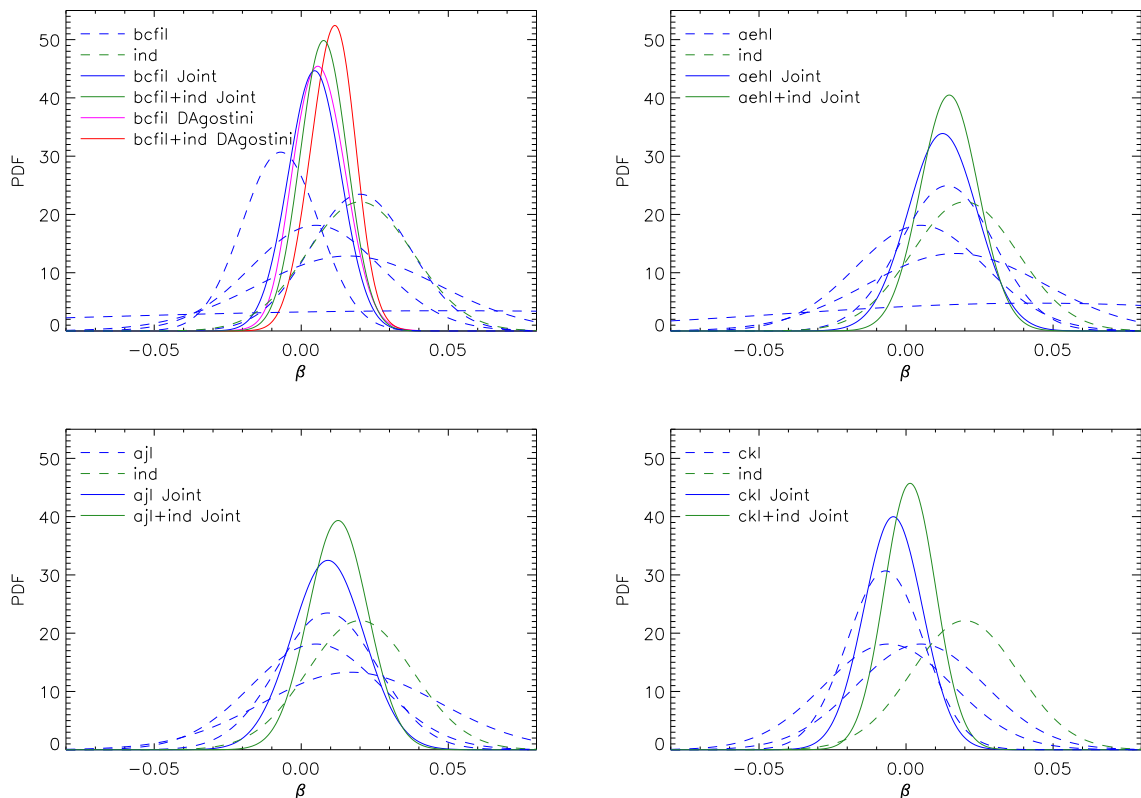 bcfil
ind
bcfil Joint
bcfil+ind Joint
bcfil DAgostini
bcfil+ind DAgostini
PDF
50
40
30
20
10
0
−0.05 0.00 0.05
β
aehl
ind
aehl Joint
aehl+ind Joint
PDF
50
40
30
20
10
0
−0.05 0.00 0.05
β
ajl
ind
ajl Joint
ajl+ind Joint
PDF
50
40
30
20
10
0
−0.05 0.00 0.05
β
ckl
ind
ckl Joint
ckl+ind Joint
PDF
50
40
30
20
10
0
−0.05 0.00 0.05
β